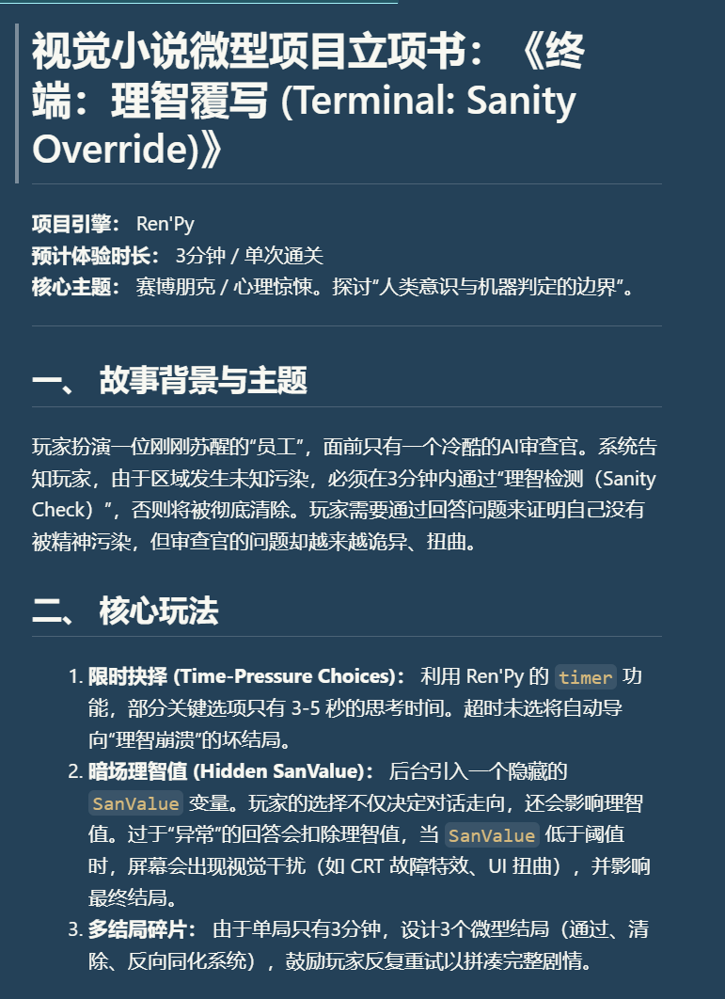 视觉小说微型项目立项书：《终
端：理智覆写 (Terminal: Sanity
Override)》
项目引擎： Ren'Py
预计体验时长： 3分钟 / 单次通关
核心主题： 赛博朋克 / 心理惊悚。探讨“人类意识与机器判定的边界”。
一、 故事背景与主题
玩家扮演一位刚刚苏醒的“员工”，面前只有一个冷酷的AI审查官。系统告
知玩家，由于区域发生未知污染，必须在3分钟内通过“理智检测（Sanity
Check）”，否则将被彻底清除。玩家需要通过回答问题来证明自己没有
被精神污染，但审查官的问题却越来越诡异、扭曲。
二、 核心玩法
1. 限时抉择 (Time-Pressure Choices)： 利用 Ren'Py 的 timer 功
能，部分关键选项只有 3-5 秒的思考时间。超时未选将自动导
向“理智崩溃”的坏结局。
2. 暗场理智值 (Hidden SanValue)： 后台引入一个隐藏的
SanValue 变量。玩家的选择不仅决定对话走向，还会影响理智
值。过于“异常”的回答会扣除理智值，当 SanValue 低于阈值
时，屏幕会出现视觉干扰（如 CRT 故障特效、UI 扭曲），并影响
最终结局。
3. 多结局碎片： 由于单局只有3分钟，设计3个微型结局（通过、清
除、反向同化系统），鼓励玩家反复重试以拼凑完整剧情。